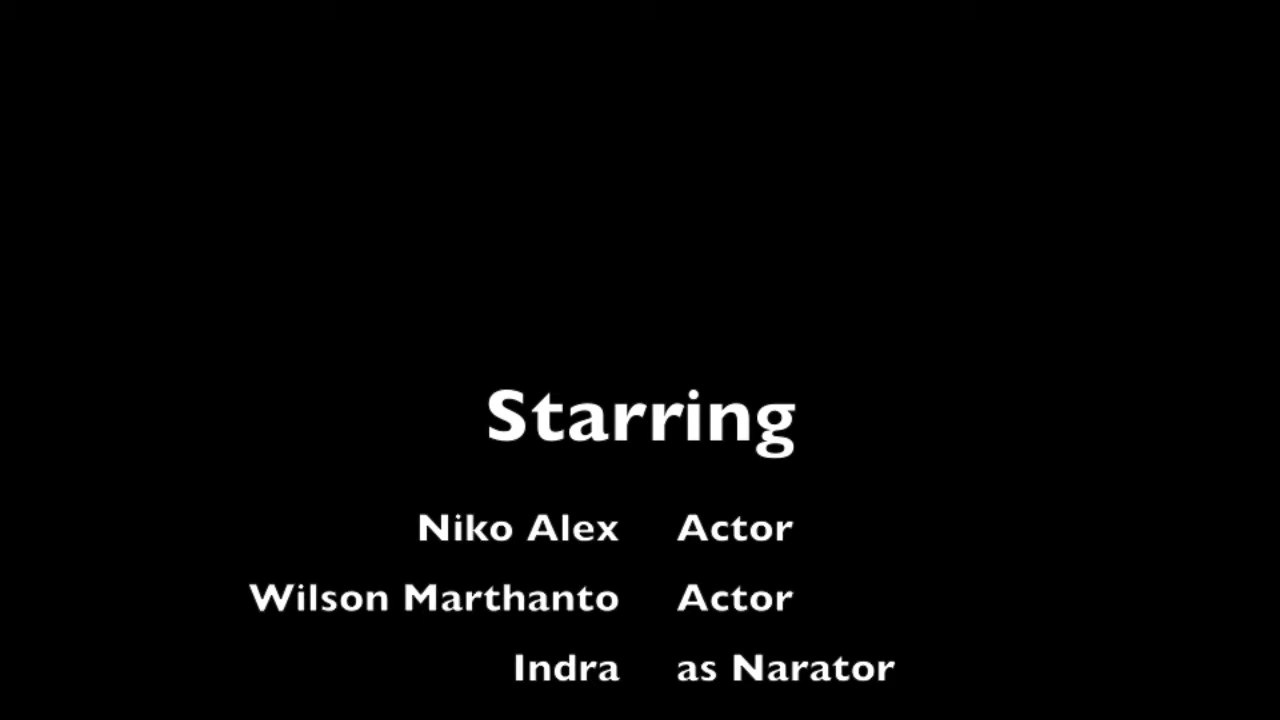 Starring
Niko Alex Actor
Wilson Marthanto Actor
Indra as Narator